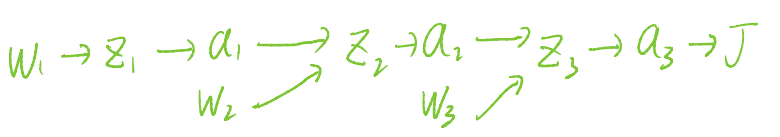 W₁ → Z₁ → a₁ → Z₂ → a₂ → Z₃ → a₃ → J
W₂ W₃